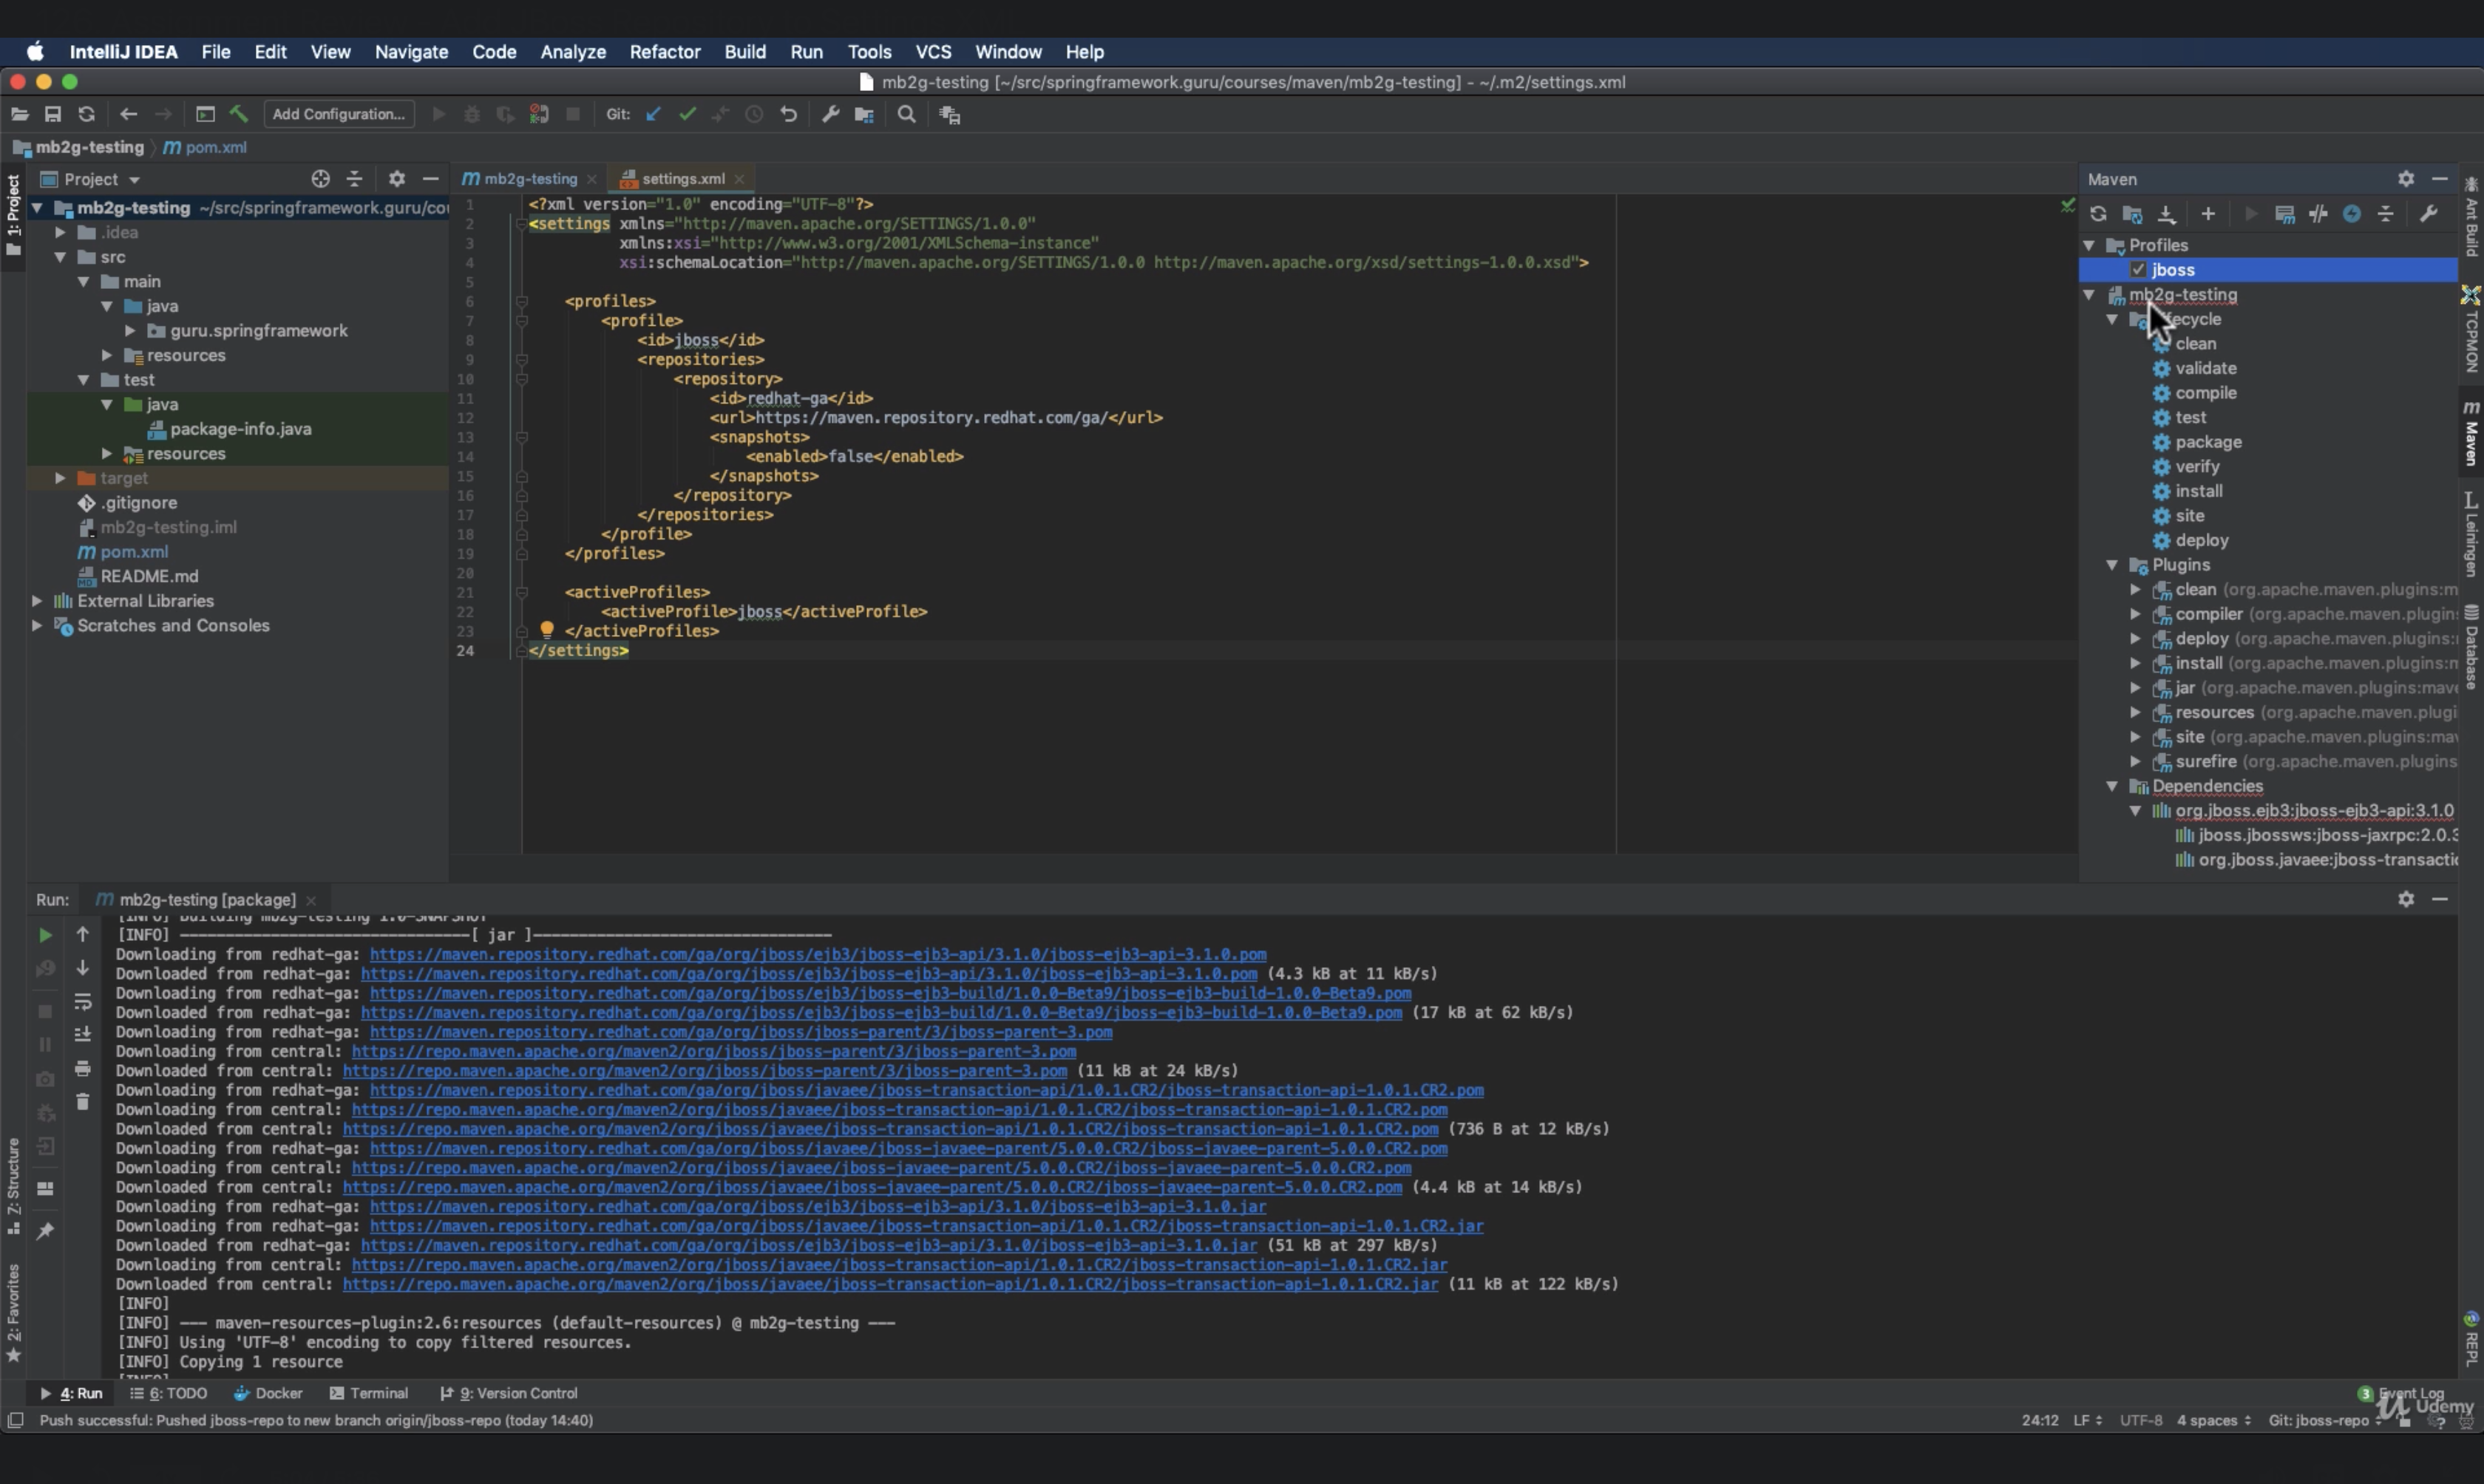 IntelliJ IDEA File Edit View Navigate Code Analyze Refactor Build Run Tools VCS Window Help
mb2g-testing [~/src/springframework.guru/courses/maven/mb2g-testing] - ~/.m2/settings.xml
Add Configuration... Git:
mb2g-testing pom.xml
1: Project
Project
mb2g-testing ~/src/springframework.guru/cou
.idea
src
main
java
guru.springframework
resources
test
java
package-info.java
resources
target
.gitignore
mb2g-testing.iml
pom.xml
README.md
External Libraries
Scratches and Consoles
mb2g-testing settings.xml
1 <?xml version="1.0" encoding="UTF-8"?>
2 <settings xmlns="http://maven.apache.org/SETTINGS/1.0.0"
3 xmlns:xsi="http://www.w3.org/2001/XMLSchema-instance"
4 xsi:schemaLocation="http://maven.apache.org/SETTINGS/1.0.0 http://maven.apache.org/xsd/settings-1.0.0.xsd">
5
6 <profiles>
7 <profile>
8 <id>jboss</id>
9 <repositories>
10 <repository>
11 <id>redhat-ga</id>
12 <url>https://maven.repository.redhat.com/ga/</url>
13 <snapshots>
14 <enabled>false</enabled>
15 </snapshots>
16 </repository>
17 </repositories>
18 </profile>
19 </profiles>
20
21 <activeProfiles>
22 <activeProfile>jboss</activeProfile>
23 </activeProfiles>
24 </settings>
Maven
Profiles
jboss
mb2g-testing
ecycle
clean
validate
compile
test
package
verify
install
site
deploy
Plugins
clean (org.apache.maven.plugins:m
compiler (org.apache.maven.plugins:
deploy (org.apache.maven.plugins:
install (org.apache.maven.plugins:m
jar (org.apache.maven.plugins:mave
resources (org.apache.maven.plugi
site (org.apache.maven.plugins:mav
surefire (org.apache.maven.plugins
Dependencies
org.jboss.ejb3:jboss-ejb3-api:3.1.0
jboss.jbossws:jboss-jaxrpc:2.0.3
org.jboss.javaee:jboss-transactio
Ant Build
TCPMON
Maven
Leiningen
Database
REPL
Run: mb2g-testing [package]
[INFO] Building mb2g-testing 1.0-SNAPSHOT
[INFO] --------------------------------[ jar ]---------------------------------
Downloading from redhat-ga: https://maven.repository.redhat.com/ga/org/jboss/ejb3/jboss-ejb3-api/3.1.0/jboss-ejb3-api-3.1.0.pom
Downloaded from redhat-ga: https://maven.repository.redhat.com/ga/org/jboss/ejb3/jboss-ejb3-api/3.1.0/jboss-ejb3-api-3.1.0.pom (4.3 kB at 11 kB/s)
Downloading from redhat-ga: https://maven.repository.redhat.com/ga/org/jboss/ejb3/jboss-ejb3-build/1.0.0-Beta9/jboss-ejb3-build-1.0.0-Beta9.pom
Downloaded from redhat-ga: https://maven.repository.redhat.com/ga/org/jboss/ejb3/jboss-ejb3-build/1.0.0-Beta9/jboss-ejb3-build-1.0.0-Beta9.pom (17 kB at 62 kB/s)
Downloading from redhat-ga: https://maven.repository.redhat.com/ga/org/jboss/jboss-parent/3/jboss-parent-3.pom
Downloading from central: https://repo.maven.apache.org/maven2/org/jboss/jboss-parent/3/jboss-parent-3.pom
Downloaded from central: https://repo.maven.apache.org/maven2/org/jboss/jboss-parent/3/jboss-parent-3.pom (11 kB at 24 kB/s)
Downloading from redhat-ga: https://maven.repository.redhat.com/ga/org/jboss/javaee/jboss-transaction-api/1.0.1.CR2/jboss-transaction-api-1.0.1.CR2.pom
Downloading from central: https://repo.maven.apache.org/maven2/org/jboss/javaee/jboss-transaction-api/1.0.1.CR2/jboss-transaction-api-1.0.1.CR2.pom
Downloaded from central: https://repo.maven.apache.org/maven2/org/jboss/javaee/jboss-transaction-api/1.0.1.CR2/jboss-transaction-api-1.0.1.CR2.pom (736 B at 12 kB/s)
Downloading from redhat-ga: https://maven.repository.redhat.com/ga/org/jboss/javaee/jboss-javaee-parent/5.0.0.CR2/jboss-javaee-parent-5.0.0.CR2.pom
Downloading from central: https://repo.maven.apache.org/maven2/org/jboss/javaee/jboss-javaee-parent/5.0.0.CR2/jboss-javaee-parent-5.0.0.CR2.pom
Downloaded from central: https://repo.maven.apache.org/maven2/org/jboss/javaee/jboss-javaee-parent/5.0.0.CR2/jboss-javaee-parent-5.0.0.CR2.pom (4.4 kB at 14 kB/s)
Downloading from redhat-ga: https://maven.repository.redhat.com/ga/org/jboss/ejb3/jboss-ejb3-api/3.1.0/jboss-ejb3-api-3.1.0.jar
Downloading from redhat-ga: https://maven.repository.redhat.com/ga/org/jboss/javaee/jboss-transaction-api/1.0.1.CR2/jboss-transaction-api-1.0.1.CR2.jar
Downloaded from redhat-ga: https://maven.repository.redhat.com/ga/org/jboss/ejb3/jboss-ejb3-api/3.1.0/jboss-ejb3-api-3.1.0.jar (51 kB at 297 kB/s)
Downloading from central: https://repo.maven.apache.org/maven2/org/jboss/javaee/jboss-transaction-api/1.0.1.CR2/jboss-transaction-api-1.0.1.CR2.jar
Downloaded from central: https://repo.maven.apache.org/maven2/org/jboss/javaee/jboss-transaction-api/1.0.1.CR2/jboss-transaction-api-1.0.1.CR2.jar (11 kB at 122 kB/s)
[INFO]
[INFO] --- maven-resources-plugin:2.6:resources (default-resources) @ mb2g-testing ---
[INFO] Using 'UTF-8' encoding to copy filtered resources.
[INFO] Copying 1 resource
[INFO]
7: Structure
2: Favorites
4: Run 6: TODO Docker Terminal 9: Version Control 3 Event Log
Push successful: Pushed jboss-repo to new branch origin/jboss-repo (today 14:40) 24:12 LF UTF-8 4 spaces Git: jboss-repo
Udemy